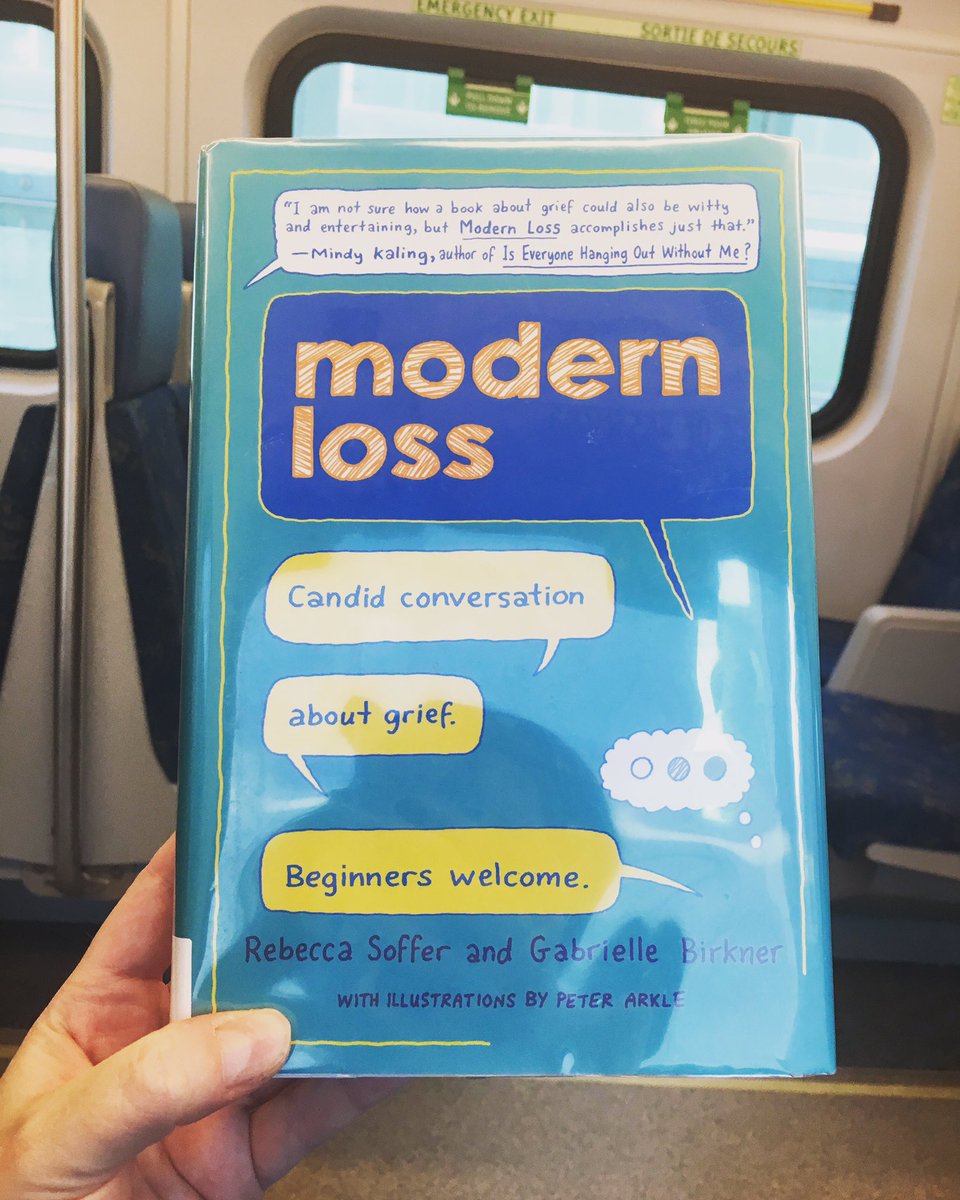 EMERGENCY EXIT
SORTIE DE SECOURS
"I am not sure how a book about grief could also be witty
and entertaining, but Modern Loss accomplishes just that."
—Mindy Kaling, author of Is Everyone Hanging Out Without Me?
modern
loss
Candid conversation
about grief.
Beginners welcome.
Rebecca Soffer and Gabrielle Birkner
WITH ILLUSTRATIONS BY PETER ARKLE